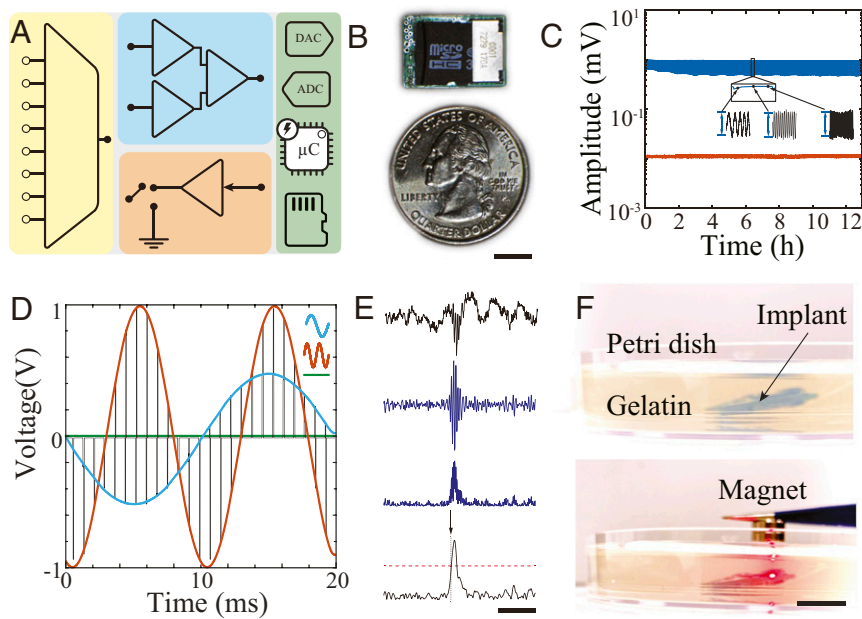 A
DAC
ADC
µC
B
micro
SD
HC
UNITED STATES OF AMERICA
LIBERTY
IN GOD WE TRUST
QUARTER DOLLAR
C
Amplitude (mV)
10¹
10⁻¹
10⁻³
0 2 4 6 8 10 12
Time (h)
D
Voltage(V)
1
0
-1
0 10 20
Time (ms)
E
F
Implant
Petri dish
Gelatin
Magnet